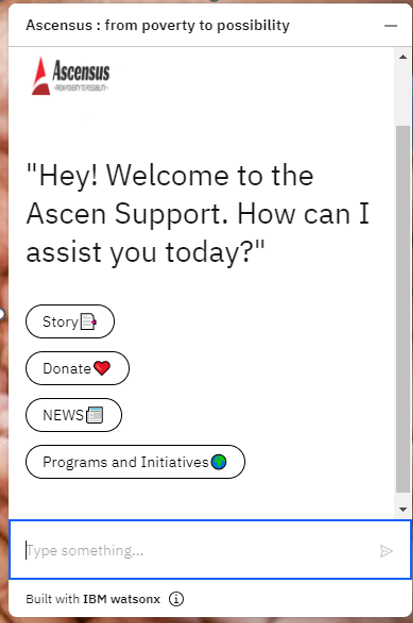 Ascensus : from poverty to possibility
Ascensus
-FROM POVERTY TO POSSIBILITY-
"Hey! Welcome to the
Ascen Support. How can I
assist you today?"
Story
Donate
NEWS
Programs and Initiatives
Type something...
Built with IBM watsonx